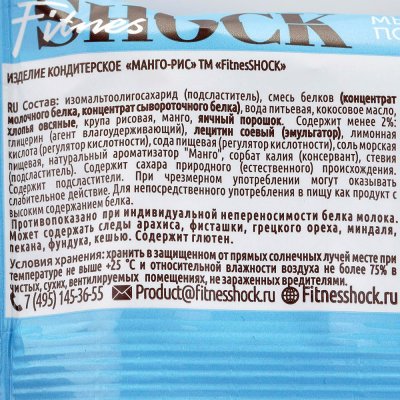 Fitnes
SHOCK
МЫ
ПО
ИЗДЕЛИЕ КОНДИТЕРСКОЕ «МАНГО-РИС» ТМ «FitnesSHOCK»
RU Состав: изомальтоолигосахарид (подсластитель), смесь белков (концентрат
молочного белка, концентрат сывороточного белка), вода питьевая, кокосовое масло,
хлопья овсяные, крупа рисовая, манго, яичный порошок. Содержит менее 2%:
глицерин (агент влагоудерживающий), лецитин соевый (эмульгатор), лимонная
кислота (регулятор кислотности), сода пищевая (регулятор кислотности), соль морская
пищевая, натуральный ароматизатор "Манго", сорбат калия (консервант), стевия
(подсластитель). Содержит сахара природного (естественного) происхождения.
Содержит подсластители. При чрезмерном употреблении могут оказывать
слабительное действие. Для непосредственного употребления в пищу как продукт с
высоким содержанием белка.
Противопоказано при индивидуальной непереносимости белка молока.
Может содержать следы арахиса, фисташки, грецкого ореха, миндаля,
пекана, фундука, кешью. Содержит глютен.
Условия хранения: хранить в защищенном от прямых солнечных лучей месте при
температуре не выше +25 °С и относительной влажности воздуха не более 75% в
чистых, сухих, вентилируемых помещениях, не зараженных вредителями.
7 (495) 145-36-55 Product@fitnesshock.ru Fitnesshock.ru